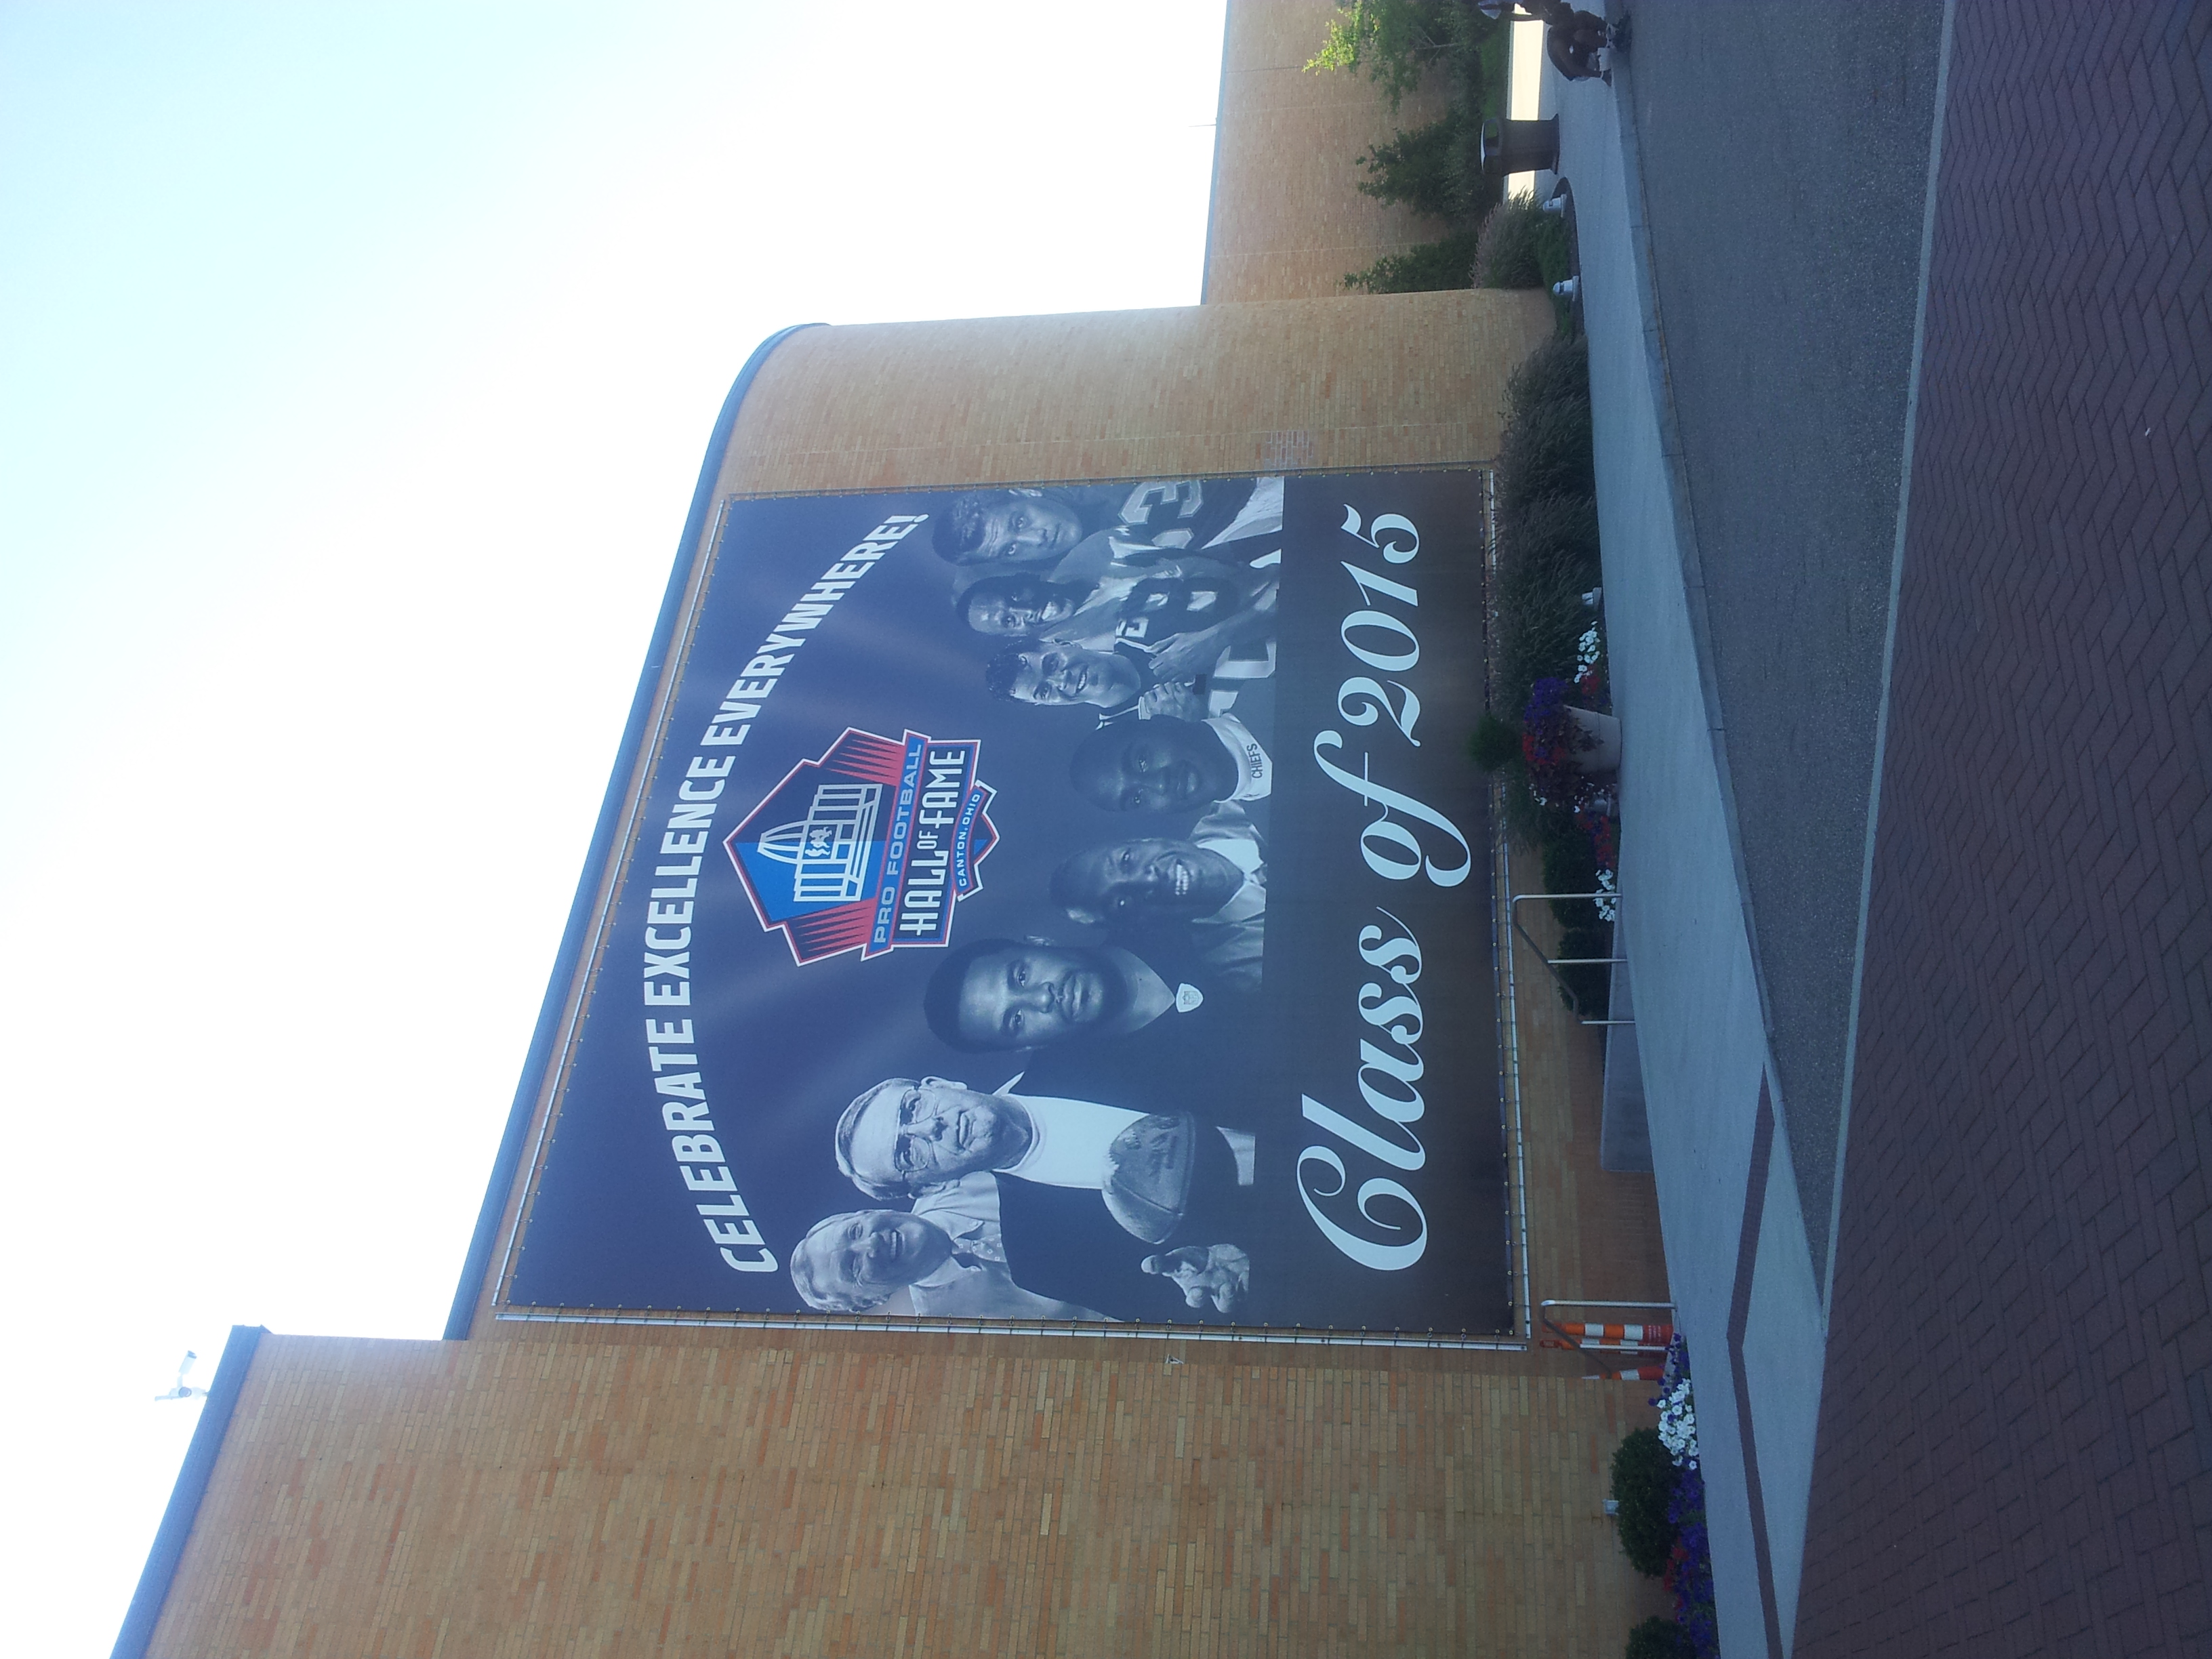 CELEBRATE EXCELLENCE EVERYWHERE!
PRO FOOTBALL
HALL OF FAME
CANTON, OHIO
CHIEFS
Class of 2015